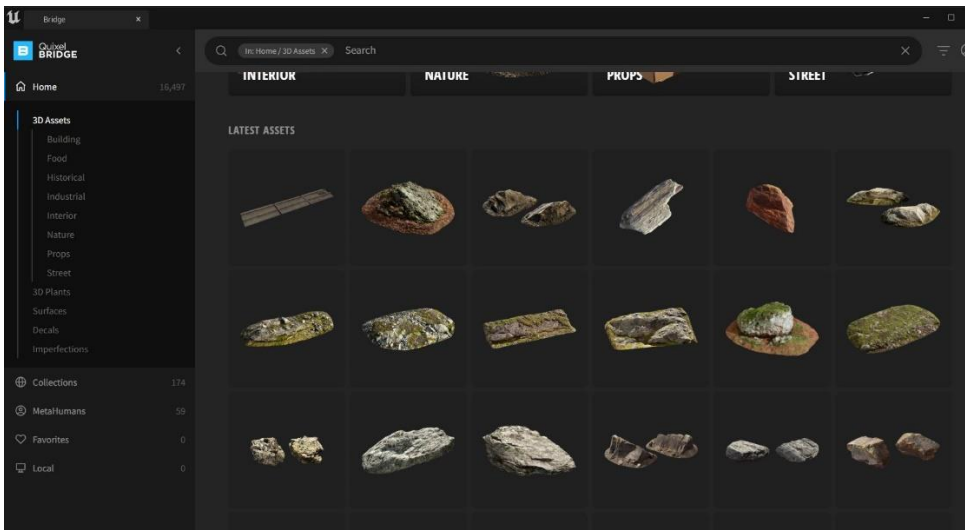 Bridge
Quixel
BRIDGE
In: Home / 3D Assets X Search
Home 16,497
3D Assets
Building
Food
Historical
Industrial
Interior
Nature
Props
Street
3D Plants
Surfaces
Decals
Imperfections
Collections 174
MetaHumans 59
Favorites 0
Local 0
INTERIOR
NATURE
PROPS
STREET
LATEST ASSETS